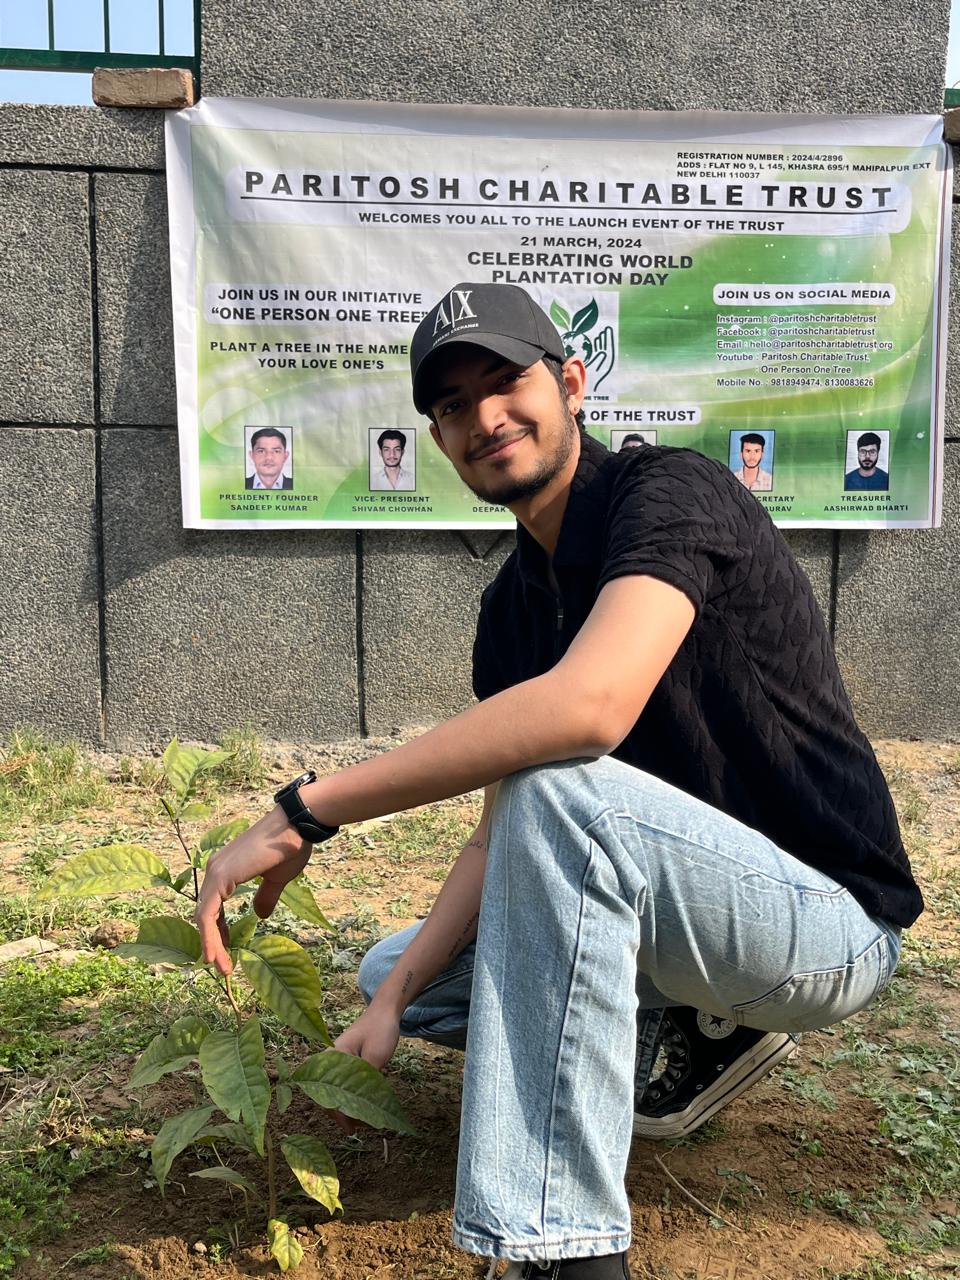 REGISTRATION NUMBER : 2024/4/2896
ADDS : FLAT NO 9, L 145, KHASRA 695/1 MAHIPALPUR EXT
NEW DELHI 110037
PARITOSH CHARITABLE TRUST
WELCOMES YOU ALL TO THE LAUNCH EVENT OF THE TRUST
21 MARCH, 2024
CELEBRATING WORLD
PLANTATION DAY
JOIN US IN OUR INITIATIVE
“ONE PERSON ONE TREE”
PLANT A TREE IN THE NAME
YOUR LOVE ONE’S
JOIN US ON SOCIAL MEDIA
Instagram : @paritoshcharitabletrust
Facebook : @paritoshcharitabletrust
Email : hello@paritoshcharitabletrust.org
Youtube : Paritosh Charitable Trust,
: One Person One Tree
Mobile No. : 9818949474, 8130083626
TREE
OF THE TRUST
PRESIDENT/ FOUNDER
SANDEEP KUMAR
VICE- PRESIDENT
SHIVAM CHOWHAN
DEEPAK
TREASURER
AASHIRWAD BHARTI
A|X
ARMANI EXCHANGE